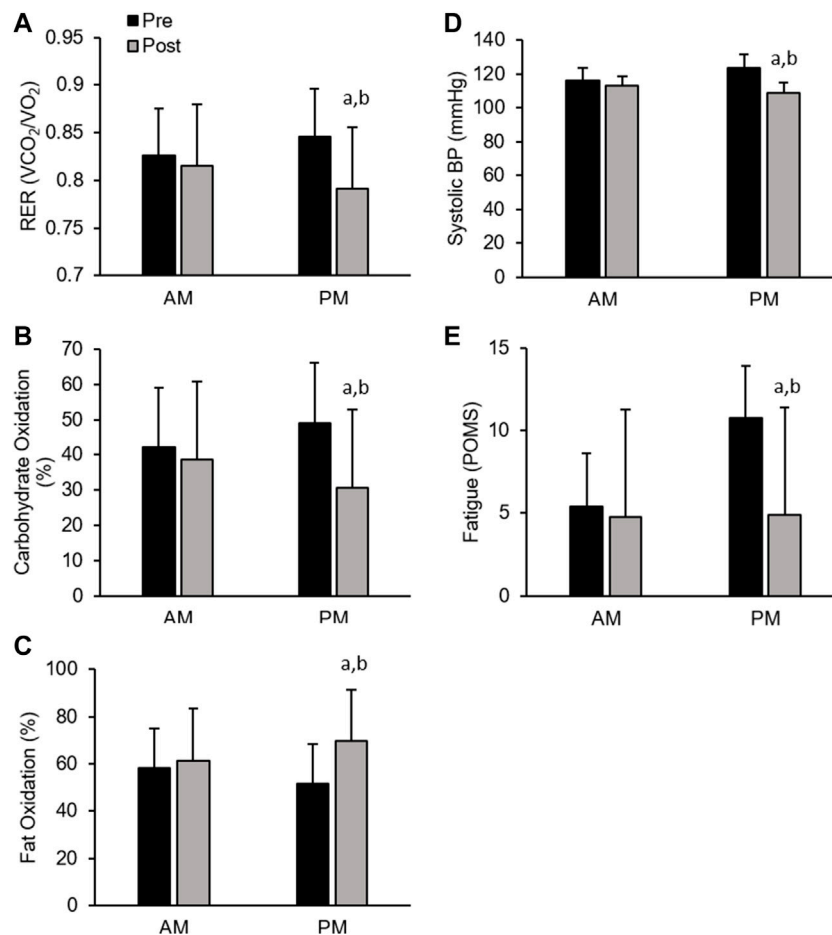 A
Pre
Post
0.95
0.9
0.85
0.8
0.75
0.7
RER (VCO₂/VO₂)
a,b
AM
PM
B
70
60
50
40
30
20
10
0
Carbohydrate Oxidation
(%)
a,b
AM
PM
C
100
80
60
40
20
0
Fat Oxidation (%)
a,b
AM
PM
D
140
120
100
80
60
40
20
0
Systolic BP (mmHg)
a,b
AM
PM
E
15
10
5
0
Fatigue (POMS)
a,b
AM
PM